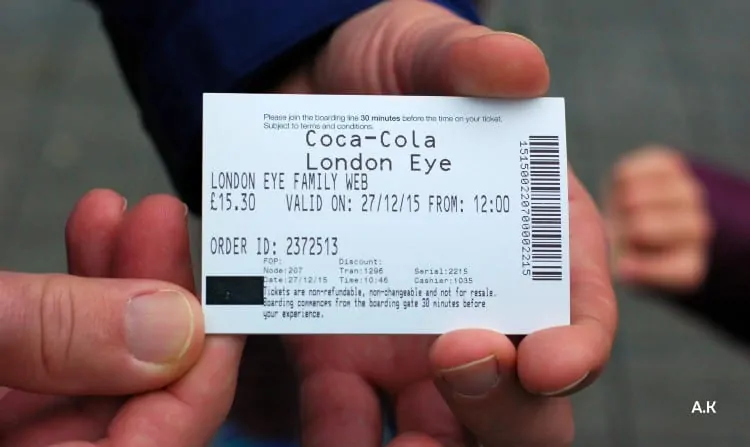 Please join the boarding line 30 minutes before the time on your ticket.
Subject to terms and conditions.
Coca-Cola
London Eye
LONDON EYE FAMILY WEB
£15.30 VALID ON: 27/12/15 FROM: 12:00
ORDER ID: 2372513
FOP: Discount:
Node:207 Tran:1296 Serial:2215
Date:27/12/15 Time:10:46 Cashier:1035
Tickets are non-refundable, non-changeable and not for resale.
Boarding commences from the boarding gate 30 minutes before
your experience.
1515002207000002215
A.K